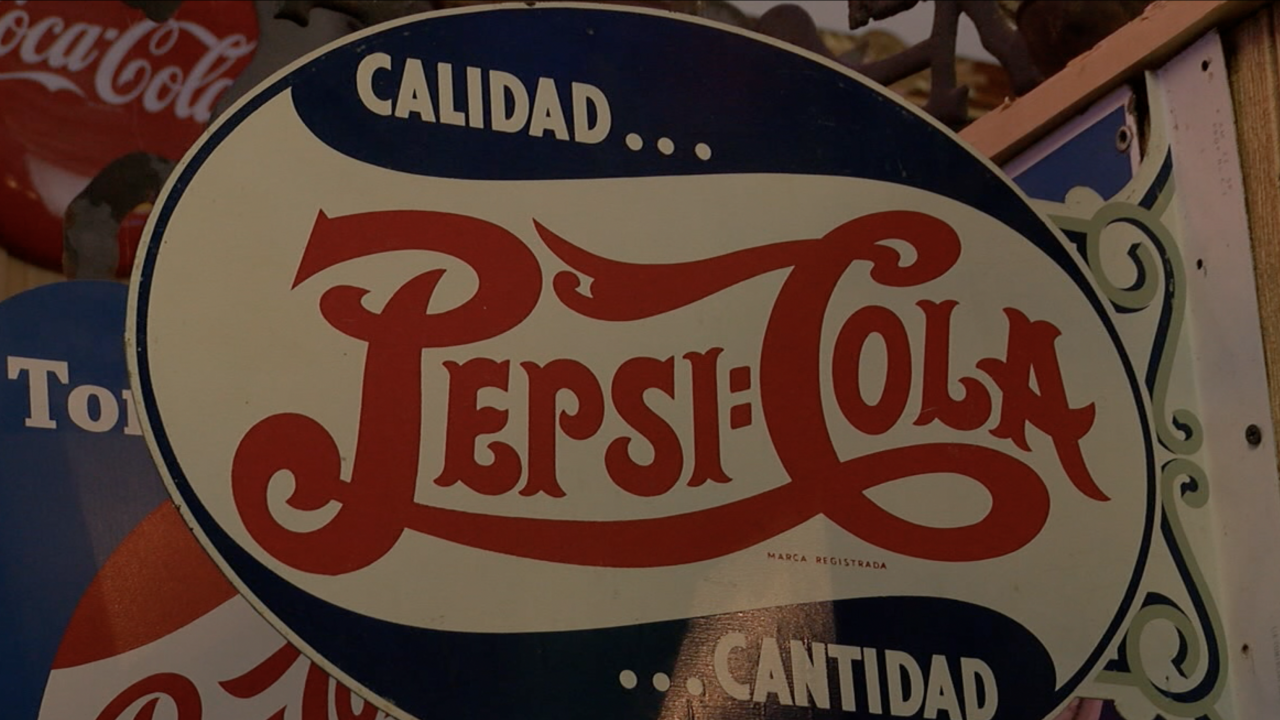 Coca-Cola
CALIDAD...
PEPSI:COLA
MARCA REGISTRADA
...CANTIDAD